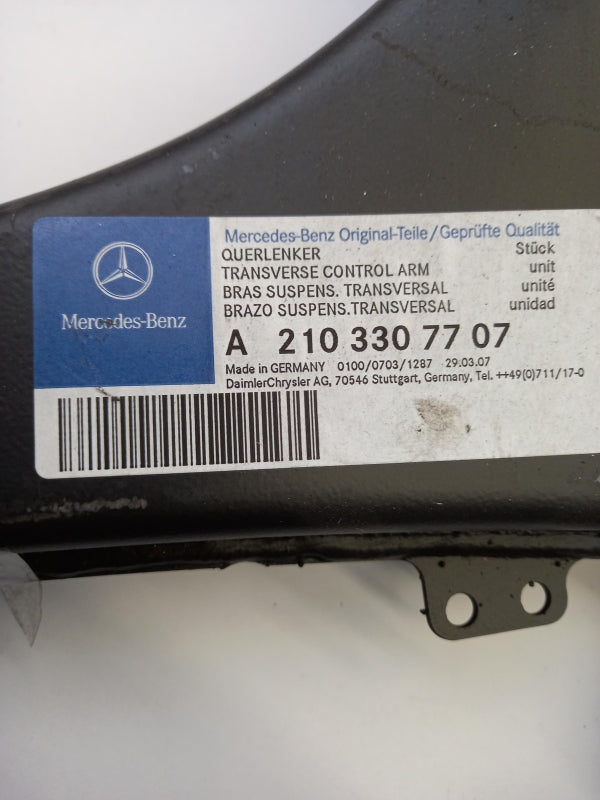 Mercedes-Benz
Mercedes-Benz Original-Teile/Geprüfte Qualität
QUERLENKER Stück
TRANSVERSE CONTROL ARM unit
BRAS SUSPENS. TRANSVERSAL unité
BRAZO SUSPENS.TRANSVERSAL unidad
A 210 330 77 07
Made in GERMANY 0100/0703/1287 29.03.07
DaimlerChrysler AG, 70546 Stuttgart, Germany, Tel. ++49(0)711/17-0